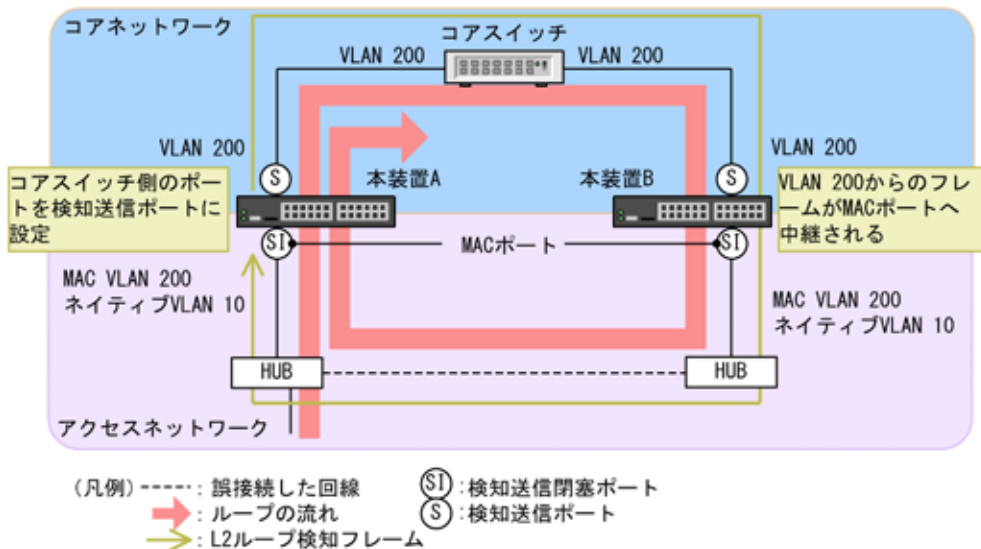 コアネットワーク
コアスイッチ
VLAN 200
VLAN 200
VLAN 200
VLAN 200
コアスイッチ側のポー
トを検知送信ポートに
設定
S
本装置A
本装置B
S
VLAN 200からのフレ
ームがMACポートへ
中継される
SI
MACポート
SI
MAC VLAN 200
ネイティブVLAN 10
MAC VLAN 200
ネイティブVLAN 10
HUB
HUB
アクセスネットワーク
(凡例)
: 誤接続した回線
SI
: 検知送信閉塞ポート
: ループの流れ
S
: 検知送信ポート
: L2ループ検知フレーム